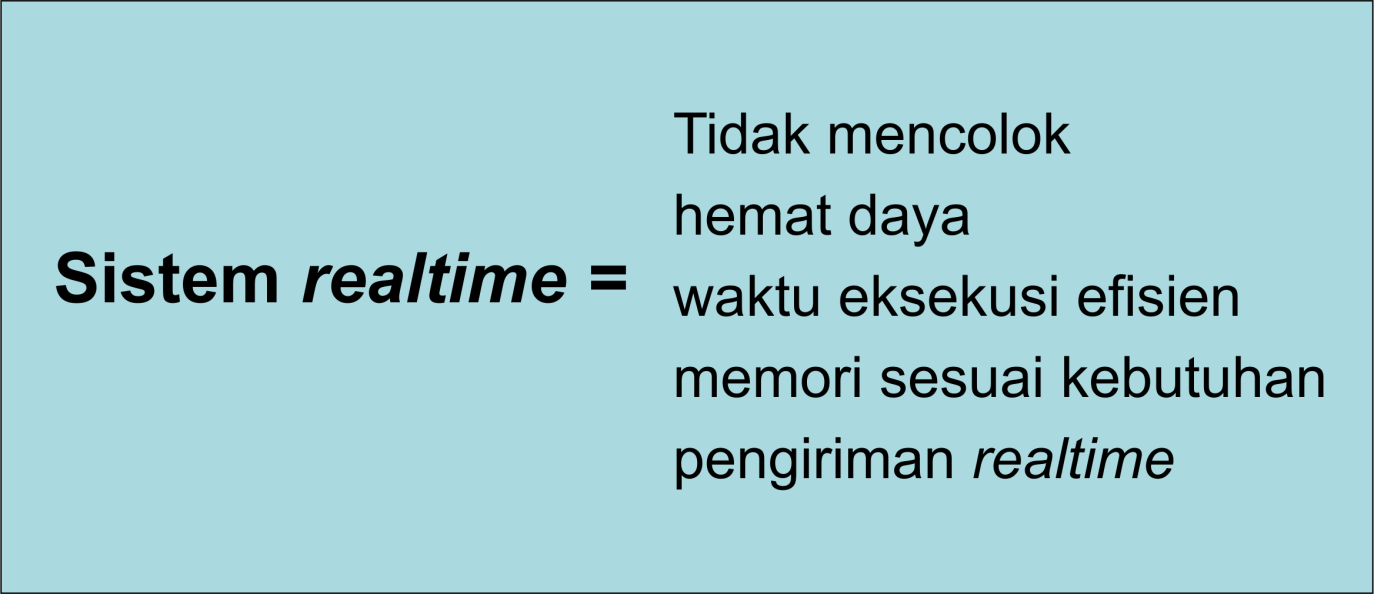 Sistem realtime =
Tidak mencolok
hemat daya
waktu eksekusi efisien
memori sesuai kebutuhan
pengiriman realtime